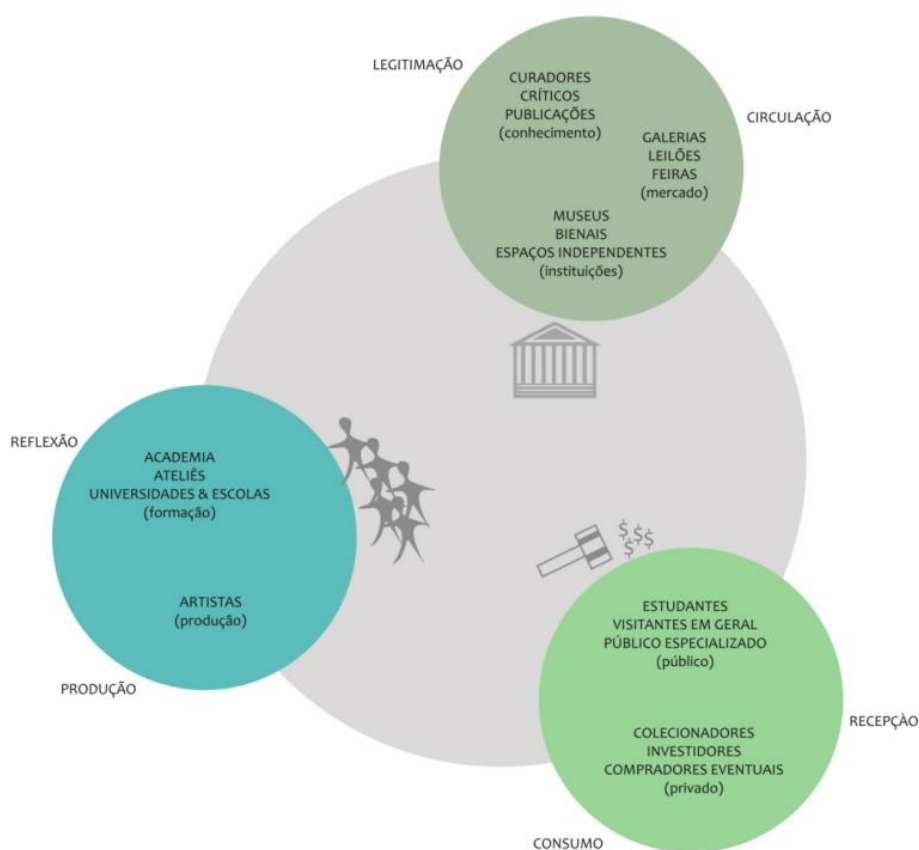 LEGITIMAÇÃO
CURADORES
CRÍTICOS
PUBLICAÇÕES
(conhecimento)
CIRCULAÇÃO
GALERIAS
LEILÕES
FEIRAS
(mercado)
MUSEUS
BIENAIS
ESPAÇOS INDEPENDENTES
(instituições)
REFLEXÃO
ACADEMIA
ATELIÊS
UNIVERSIDADES & ESCOLAS
(formação)
ARTISTAS
(produção)
PRODUÇÃO
$ $ $
$ $
ESTUDANTES
VISITANTES EM GERAL
PÚBLICO ESPECIALIZADO
(público)
RECEPÇÀO
COLECIONADORES
INVESTIDORES
COMPRADORES EVENTUAIS
(privado)
CONSUMO